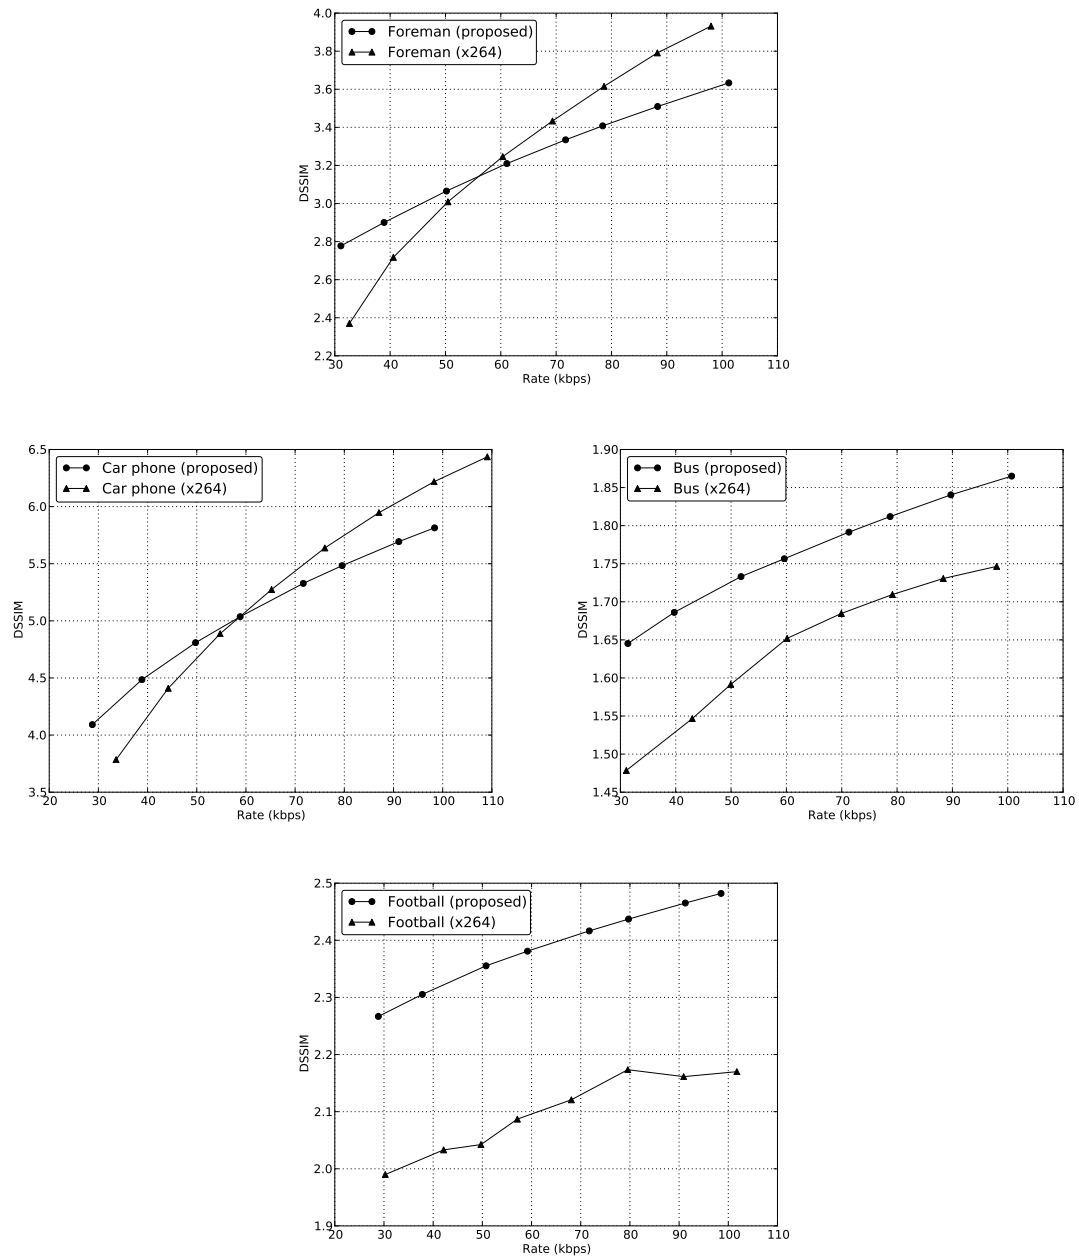 4.0
Foreman (proposed)
Foreman (x264)
3.8
3.6
3.4
3.2
3.0
2.8
2.6
2.4
2.2
DSSIM
30 40 50 60 70 80 90 100 110
Rate (kbps)
6.5
Car phone (proposed)
Car phone (x264)
6.0
5.5
5.0
4.5
4.0
3.5
DSSIM
20 30 40 50 60 70 80 90 100 110
Rate (kbps)
1.90
Bus (proposed)
Bus (x264)
1.85
1.80
1.75
1.70
1.65
1.60
1.55
1.50
1.45
DSSIM
30 40 50 60 70 80 90 100 110
Rate (kbps)
2.5
Football (proposed)
Football (x264)
2.4
2.3
2.2
2.1
2.0
1.9
DSSIM
20 30 40 50 60 70 80 90 100 110
Rate (kbps)